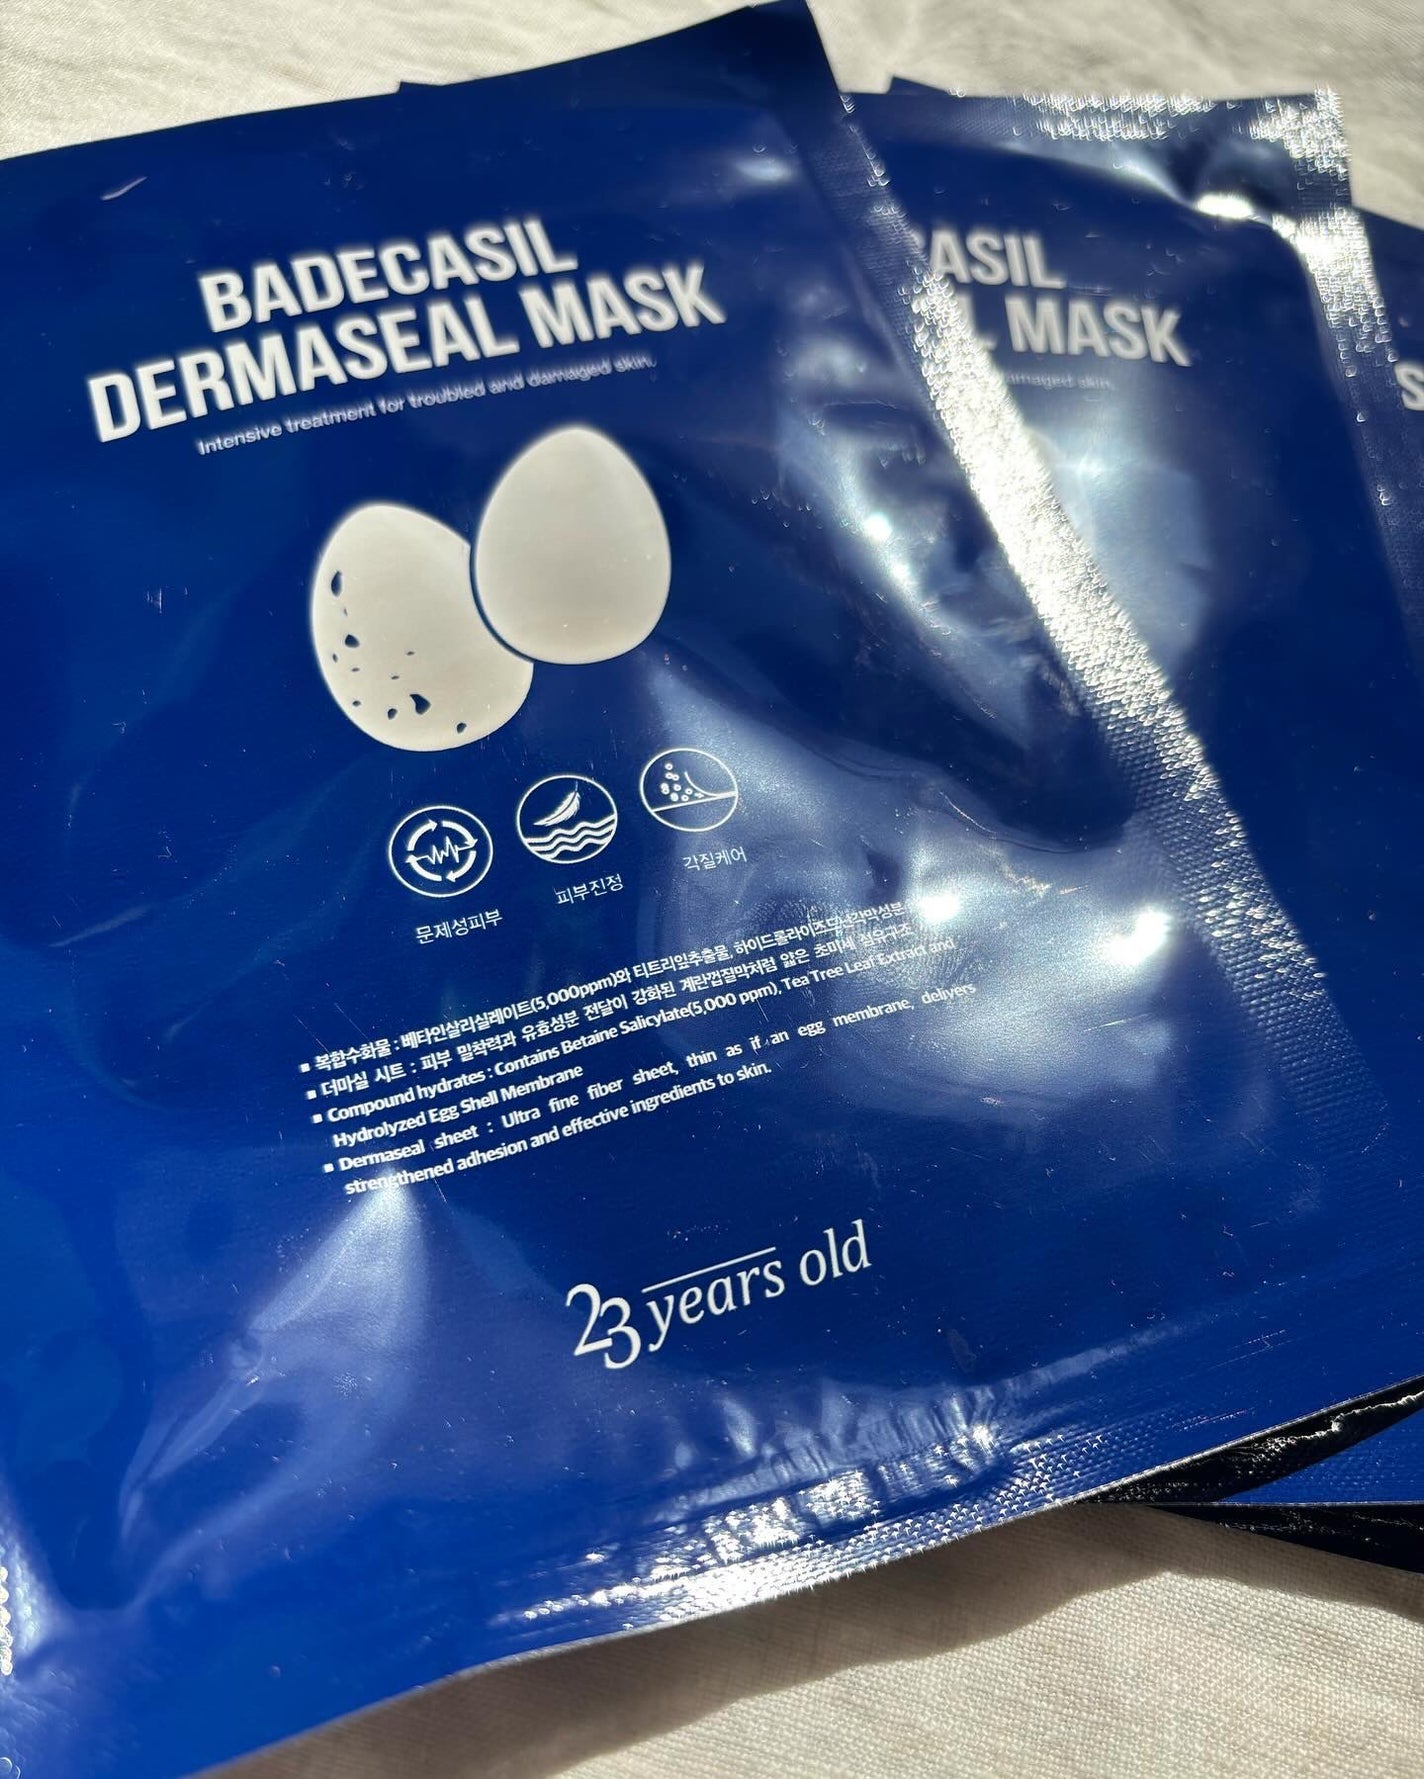 BADECASIL
DERMASEAL MASK
Intensive treatment for troubled and damaged skin.
문제성피부
피부진정
각질케어
▪ 복합수화물 : 베타인살리실레이트(5,000ppm)와 티트리잎추출물, 하이드롤라이즈드난각막성분
▪ 더마실 시트 : 피부 밀착력과 유효성분 전달이 강화된 계란껍질막처럼 얇은 초미세 섬유구조
▪ Compound hydrates : Contains Betaine Salicylate(5,000 ppm), Tea Tree Leaf Extract and
Hydrolyzed Egg Shell Membrane
▪ Dermaseal sheet : Ultra fine fiber sheet, thin as if an egg membrane, delivers
strengthened adhesion and effective ingredients to skin.
23 years old
CASIL
L MASK
amaged skin.
S